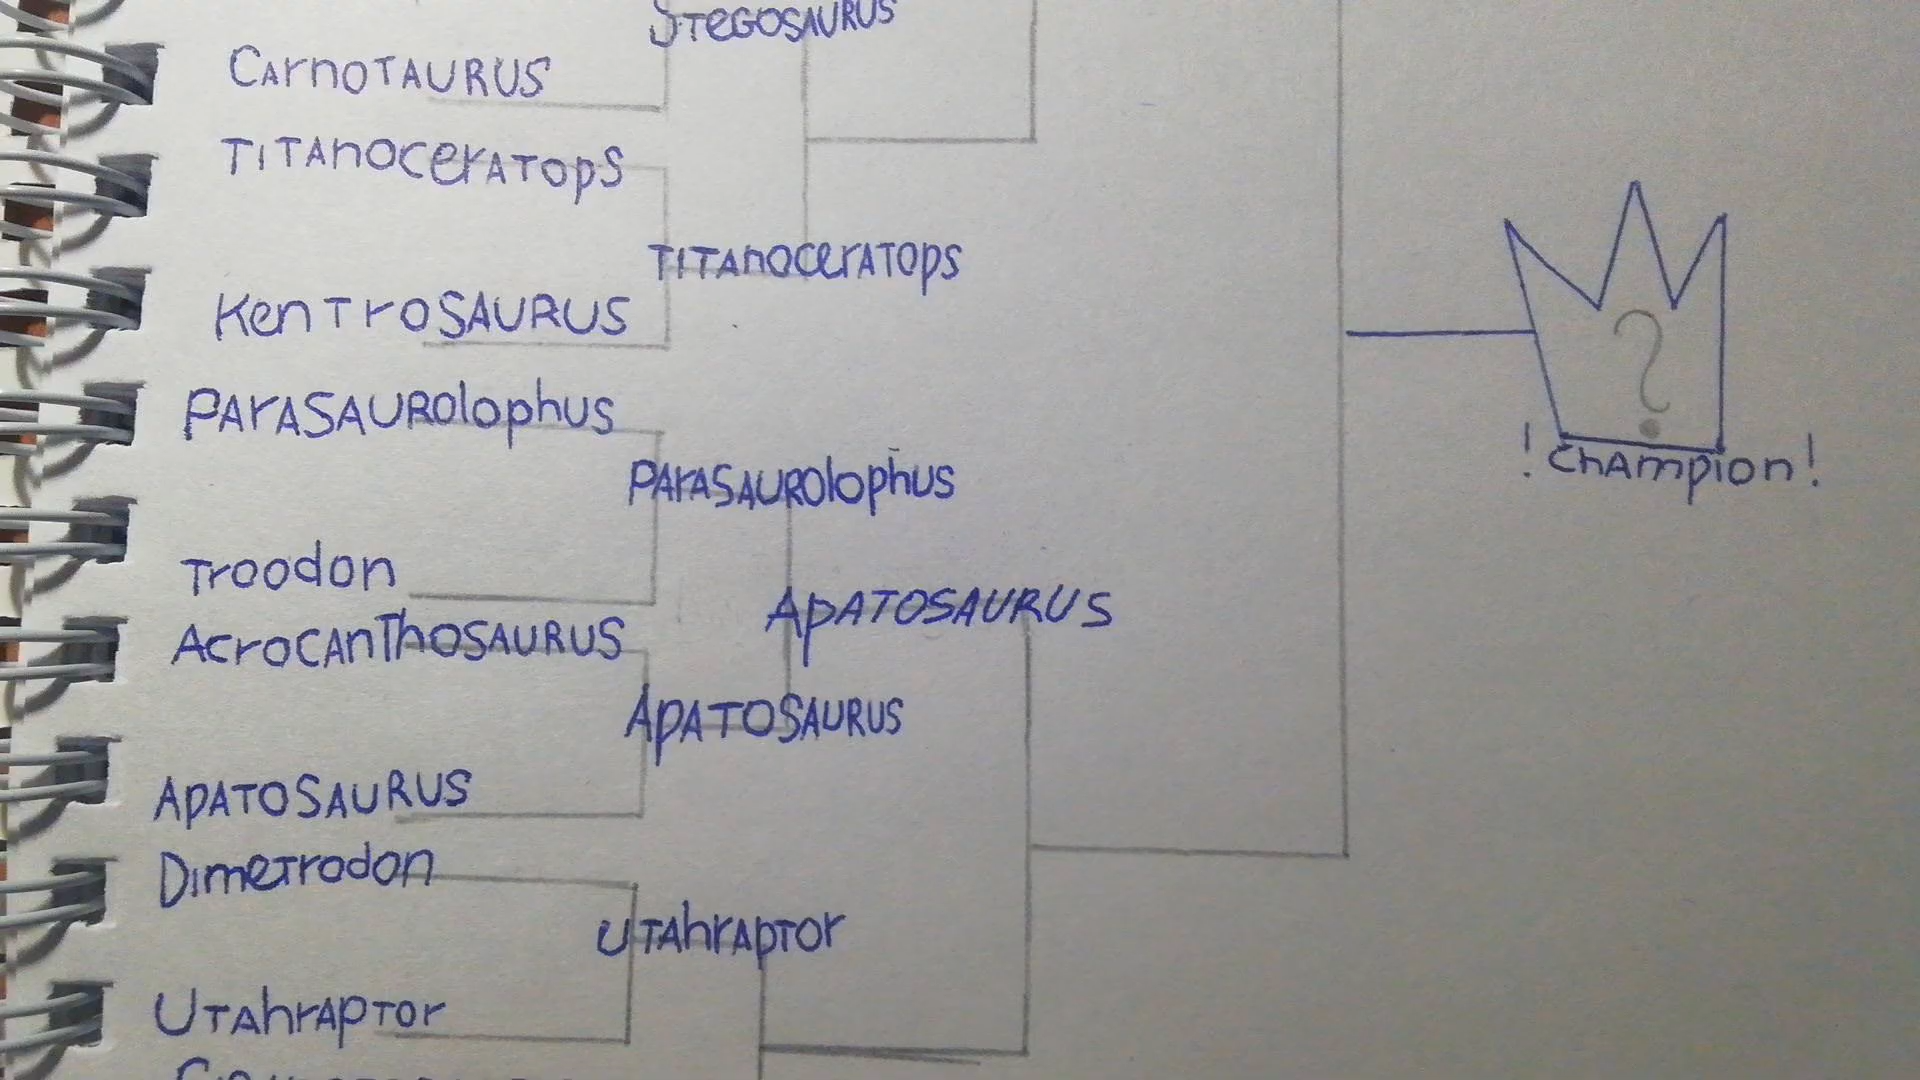 STEGOSAURUS
CArnOTAURUS
TITAnoceraTops
TITAnoceraTops
KenTroSAURUS
PArASAURolophus
PArASAURolophus
Troodon
ApATOSAURUS
AcrocAnThoSAURUS
ApATOSAURUS
ApATOSAURUS
DimeTrodon
UTAhrApTor
UTAhrApTor
?
! ChAmpion !